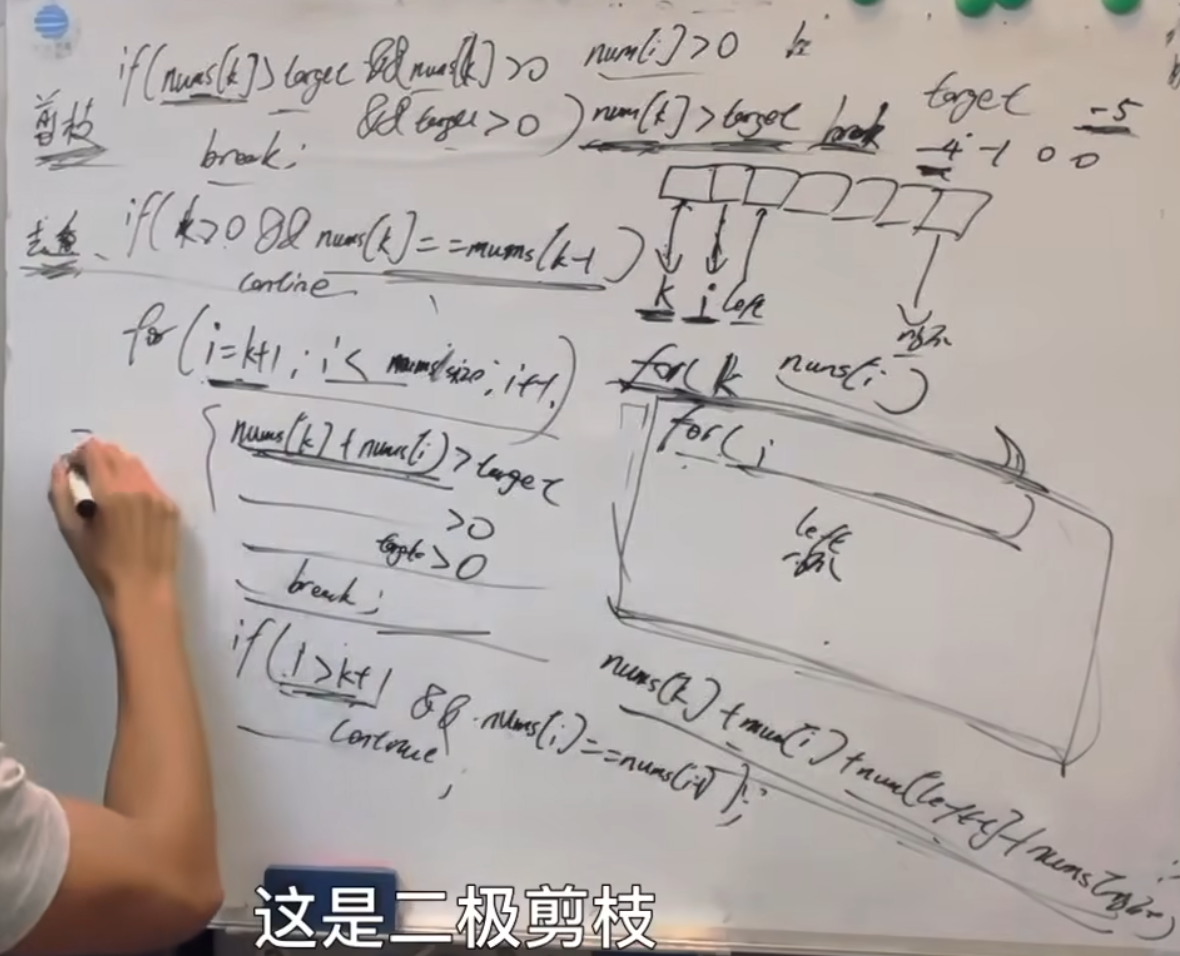 if(nums[k]>target && nums[k]>0
&& target>0)
break;
剪枝
num[i]>0 k
num[k]>target break
target -5
-4 -1 0 0
去重、if(k>0 && nums[k]==nums[k-1)
contine
k i left
right
for(i=k+1; i< nums.size; i++)
nums[k]+nums[i]>target
>0
target>0
break;
if(i>k+1 && nums[i]==nums[i-1]);
Continue;
for(k nums[i])
for(i )
left
right
nums[k]+num[i]+num[left]+nums[right]
这是二极剪枝